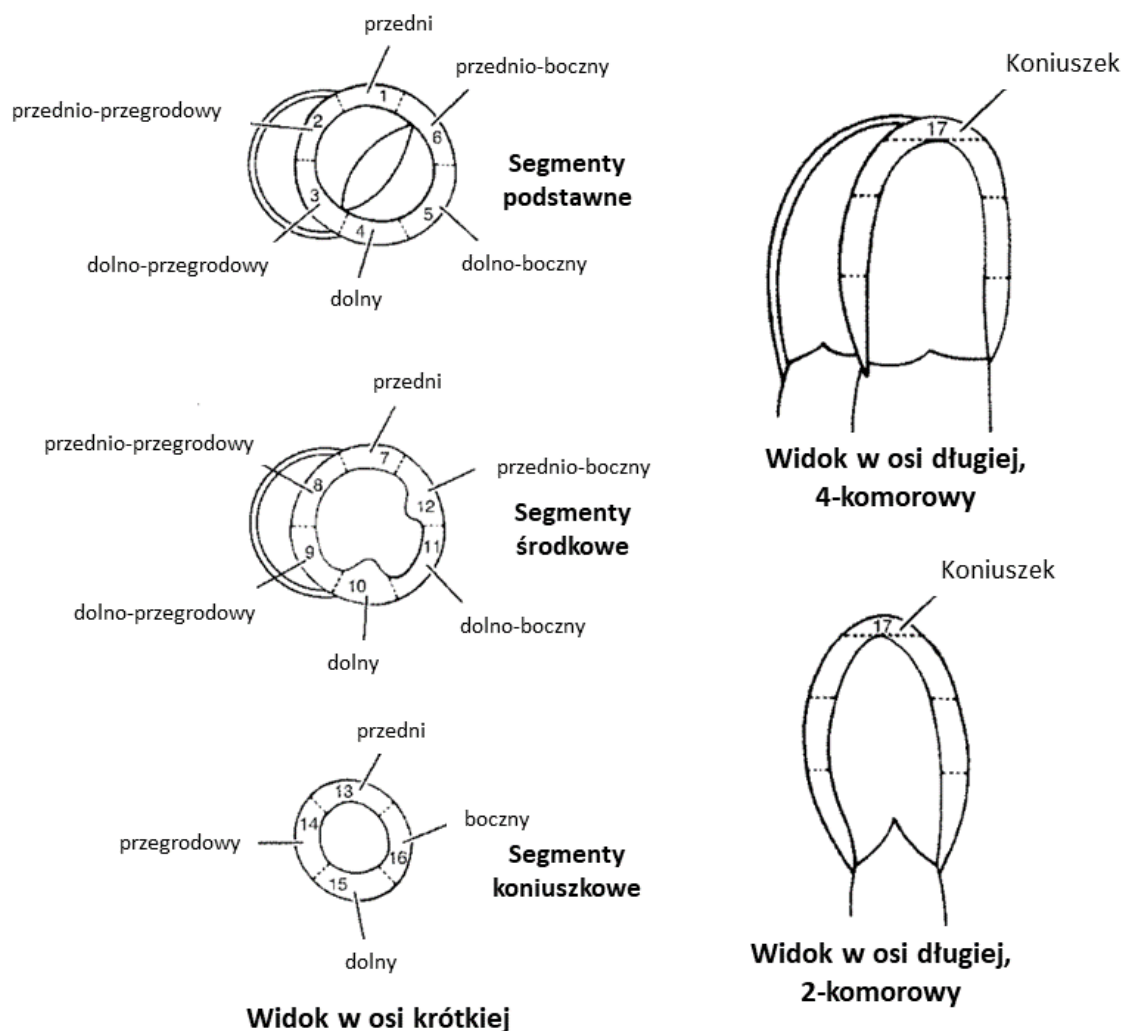 przedni
przednio-boczny
przednio-przegrodowy
1
2
6
Segmenty
podstawne
3
5
4
dolno-przegrodowy
dolno-boczny
dolny
przedni
przednio-przegrodowy
przednio-boczny
7
8
12
Segmenty
środkowe
9
11
10
dolno-przegrodowy
dolno-boczny
dolny
przedni
13
14
przegrodowy
boczny
16
15
Segmenty
koniuszkowe
dolny
Widok w osi krótkiej
Koniuszek
17
Widok w osi długiej,
4-komorowy
Koniuszek
17
Widok w osi długiej,
2-komorowy